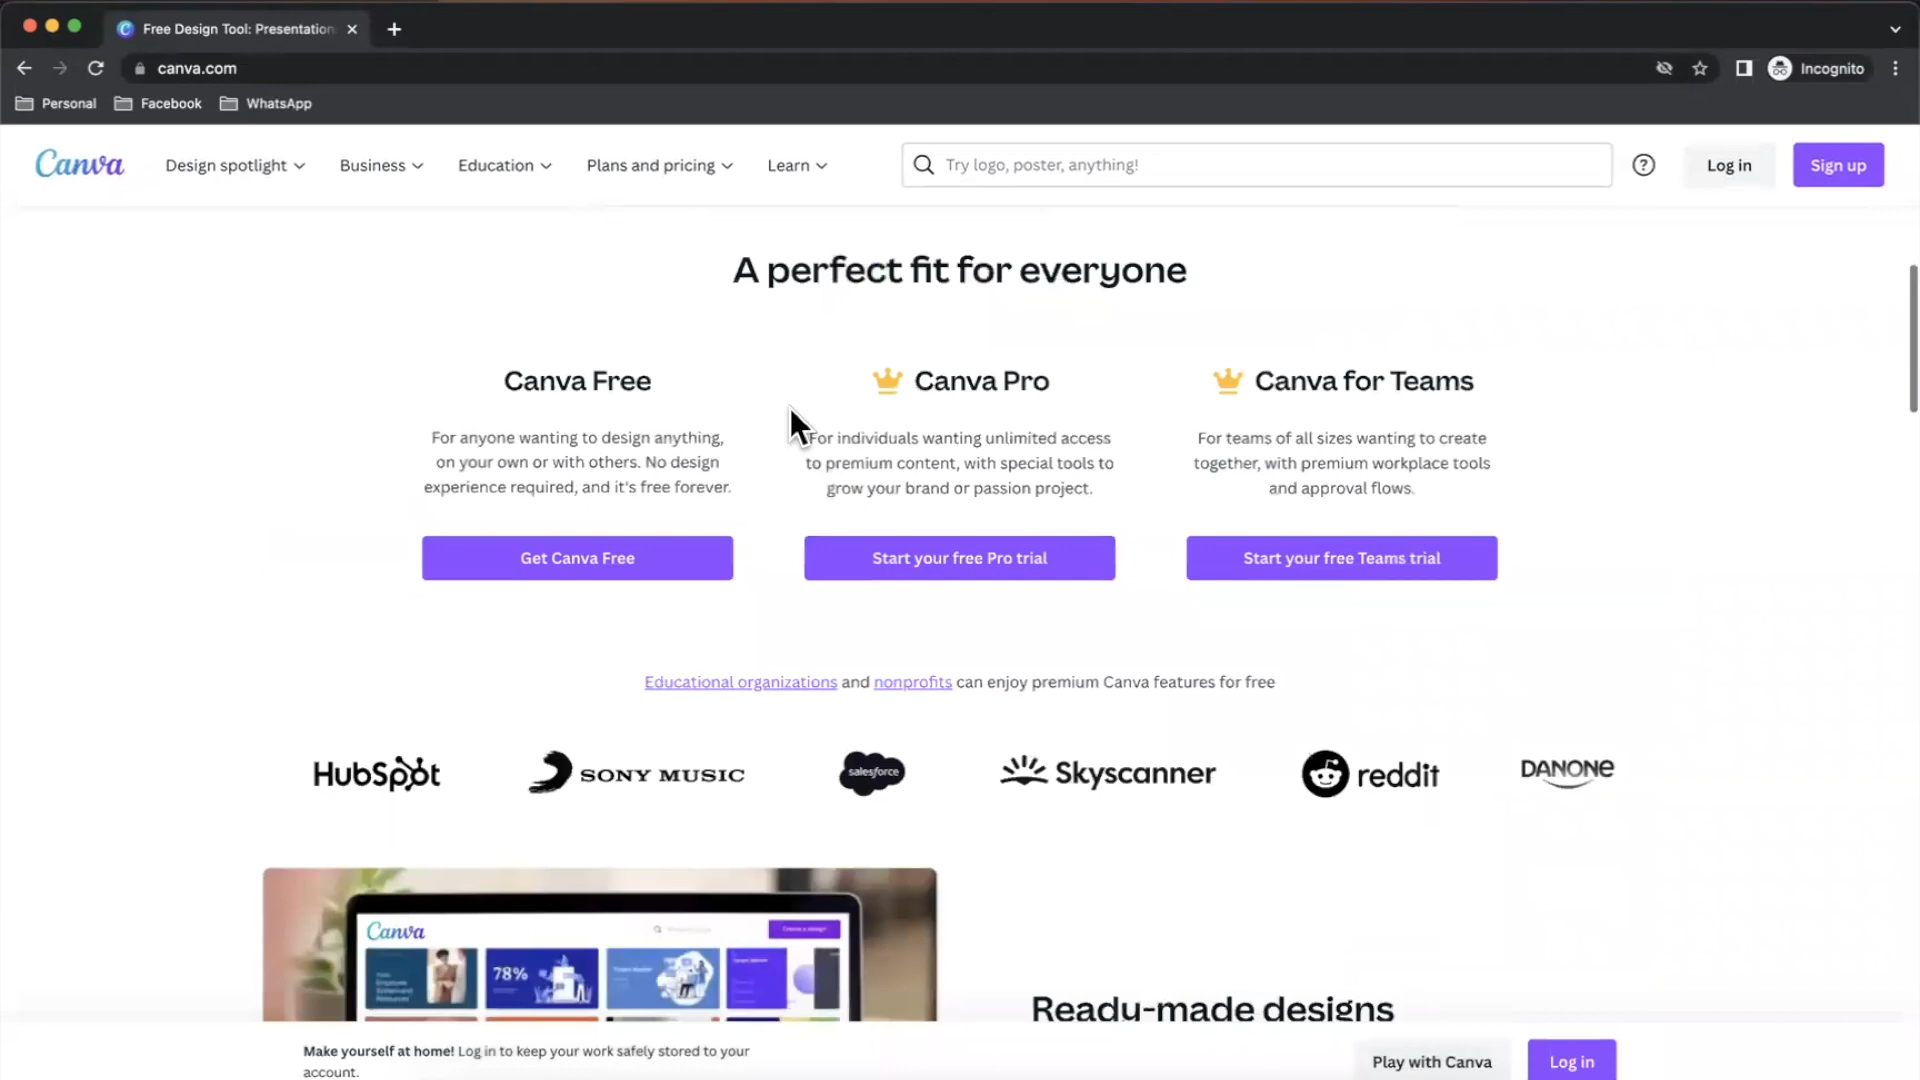 Free Design Tool: Presentation
canva.com
Incognito
Personal
Facebook
WhatsApp
Canva
Design spotlight
Business
Education
Plans and pricing
Learn
Try logo, poster, anything!
Log in
Sign up
A perfect fit for everyone
Canva Free
For anyone wanting to design anything,
on your own or with others. No design
experience required, and it's free forever.
Get Canva Free
Canva Pro
For individuals wanting unlimited access
to premium content, with special tools to
grow your brand or passion project.
Start your free Pro trial
Canva for Teams
For teams of all sizes wanting to create
together, with premium workplace tools
and approval flows.
Start your free Teams trial
Educational organizations and nonprofits can enjoy premium Canva features for free
HubSpot
SONY MUSIC
salesforce
Skyscanner
reddit
DANONE
Canva
Create a design
78%
Ready-made designs
Make yourself at home! Log in to keep your work safely stored to your
account.
Play with Canva
Log in